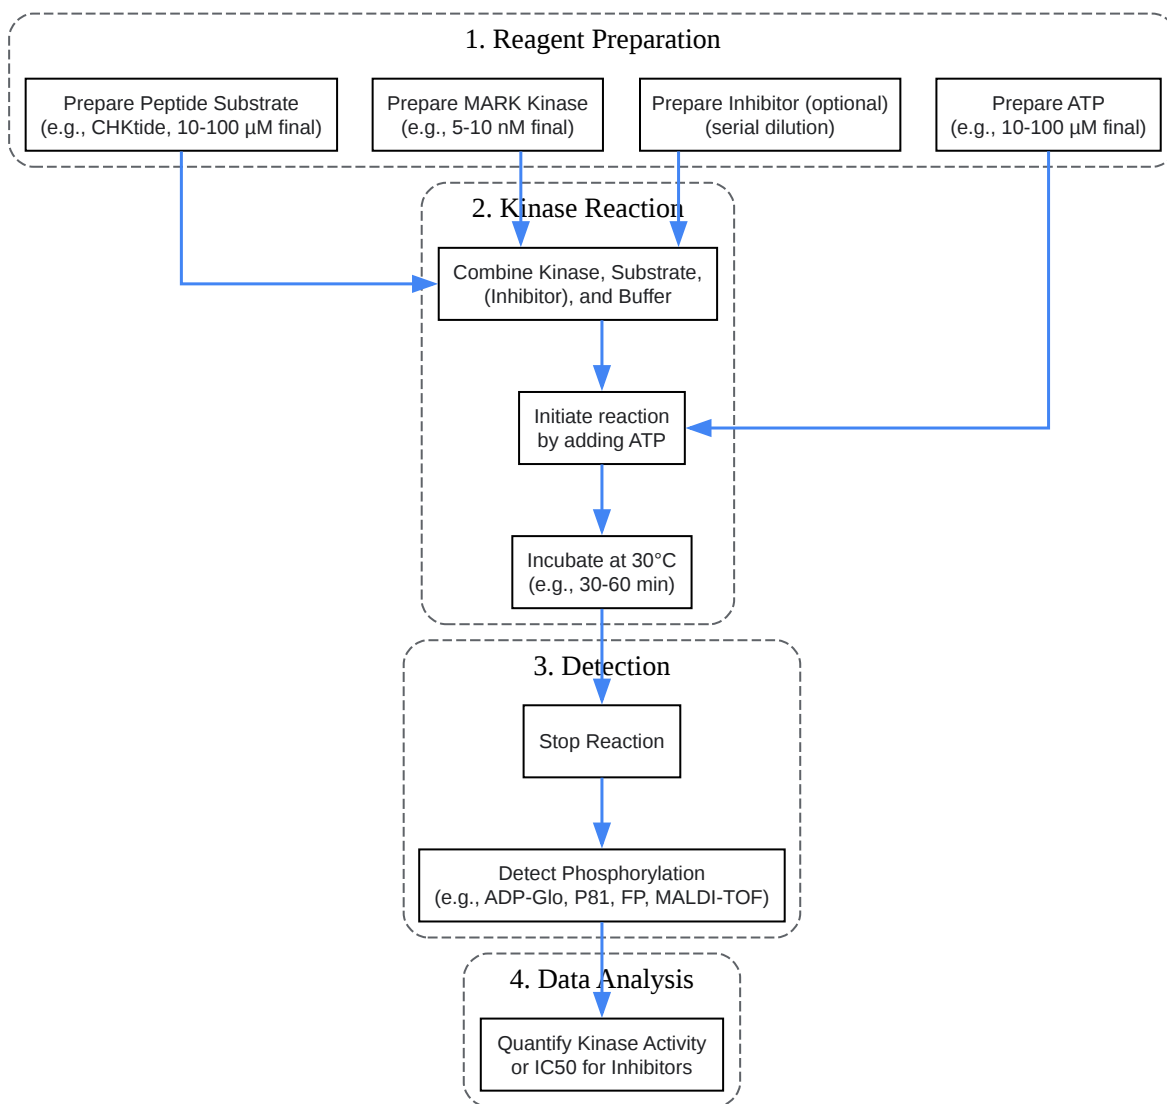 1. Reagent Preparation
Prepare Peptide Substrate
(e.g., CHKtide, 10-100 µM final)
Prepare MARK Kinase
(e.g., 5-10 nM final)
Prepare Inhibitor (optional)
(serial dilution)
Prepare ATP
(e.g., 10-100 µM final)
2. Kinase Reaction
Combine Kinase, Substrate,
(Inhibitor), and Buffer
Initiate reaction
by adding ATP
Incubate at 30°C
(e.g., 30-60 min)
3. Detection
Stop Reaction
Detect Phosphorylation
(e.g., ADP-Glo, P81, FP, MALDI-TOF)
4. Data Analysis
Quantify Kinase Activity
or IC50 for Inhibitors